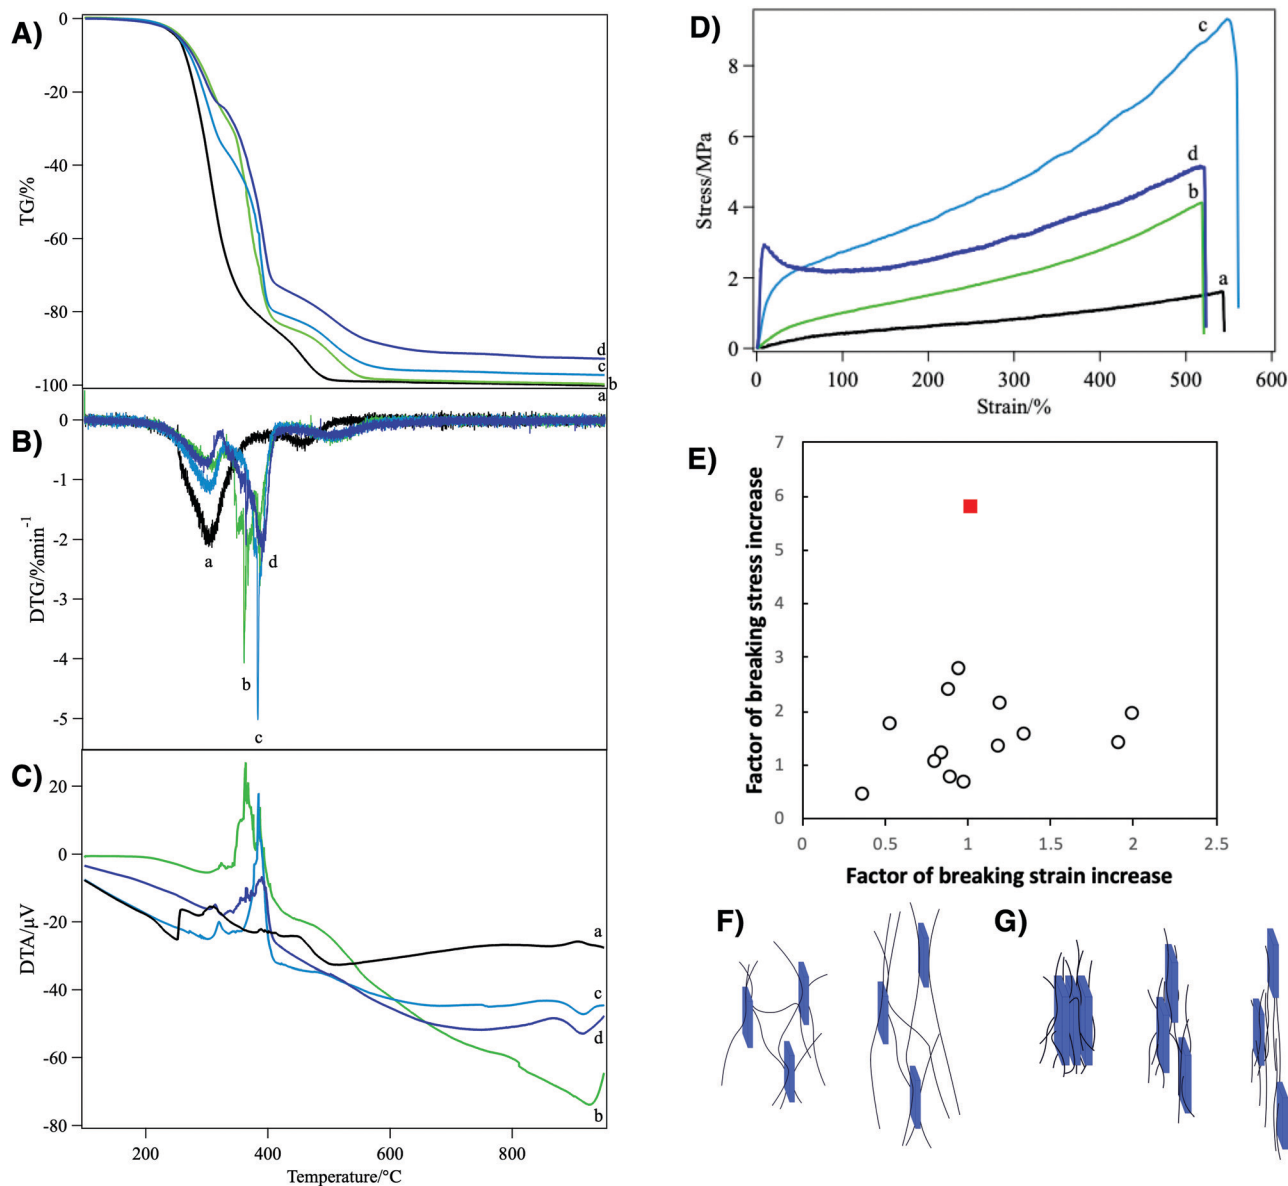 A)
0
-20
-40
-60
-80
-100
TG/%
d
c
b
a
B)
0
-1
-2
-3
-4
-5
DTG/%min-1
a
d
b
c
C)
20
0
-20
-40
-60
-80
DTA/µV
a
c
d
b
200 400 600 800
Temperature/°C
D)
8
6
4
2
0
Stress/MPa
c
d
b
a
0 100 200 300 400 500 600
Strain/%
E)
7
6
5
4
3
2
1
0
Factor of breaking stress increase
0 0.5 1 1.5 2 2.5
Factor of breaking strain increase
F)
G)